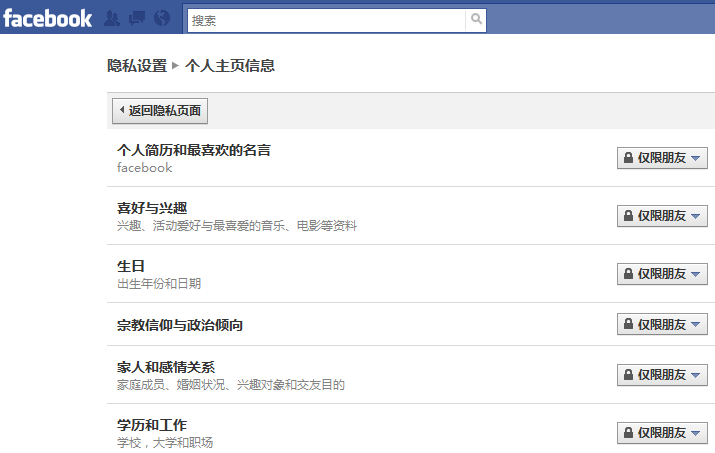 facebook
搜索
隐私设置 ▸ 个人主页信息
返回隐私页面
个人简历和最喜欢的名言
facebook
仅限朋友
喜好与兴趣
兴趣、活动爱好与最喜爱的音乐、电影等资料
仅限朋友
生日
出生年份和日期
仅限朋友
宗教信仰与政治倾向
仅限朋友
家人和感情关系
家庭成员、婚姻状况、兴趣对象和交友目的
仅限朋友
学历和工作
学校，大学和职场
仅限朋友